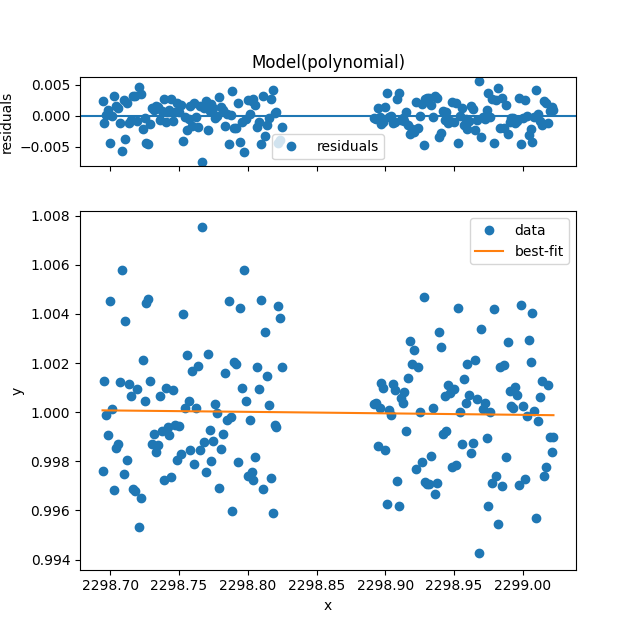 Model(polynomial)
0.005
0.000
−0.005
residuals
residuals
1.008
1.006
1.004
1.002
1.000
0.998
0.996
0.994
y
data
best-fit
2298.70 2298.75 2298.80 2298.85 2298.90 2298.95 2299.00
x